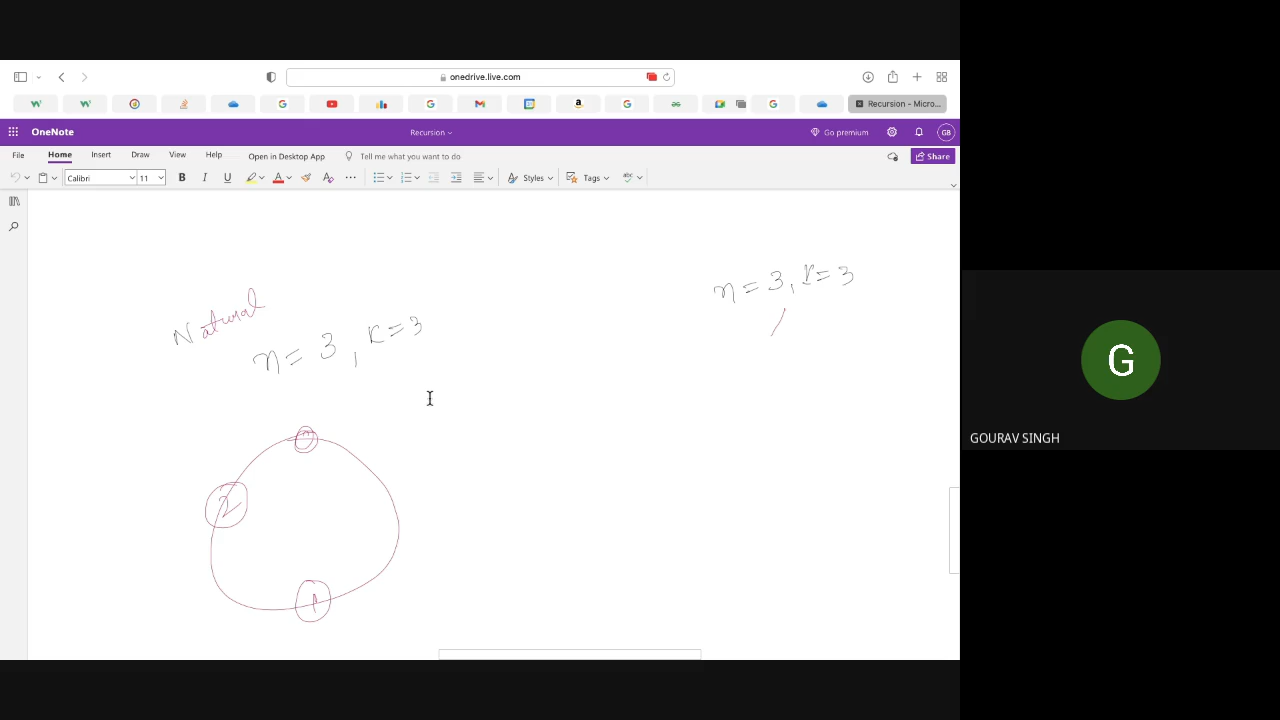 onedrive.live.com
Recursion - Micro...
OneNote
Recursion
Go premium
GB
File
Home
Insert
Draw
View
Help
Open in Desktop App
Tell me what you want to do
Share
Calibri
11
B
I
U
A
Styles
Tags
abc
n = 3, k = 3
Natural
n = 3, k = 3
2
1
G
GOURAV SINGH